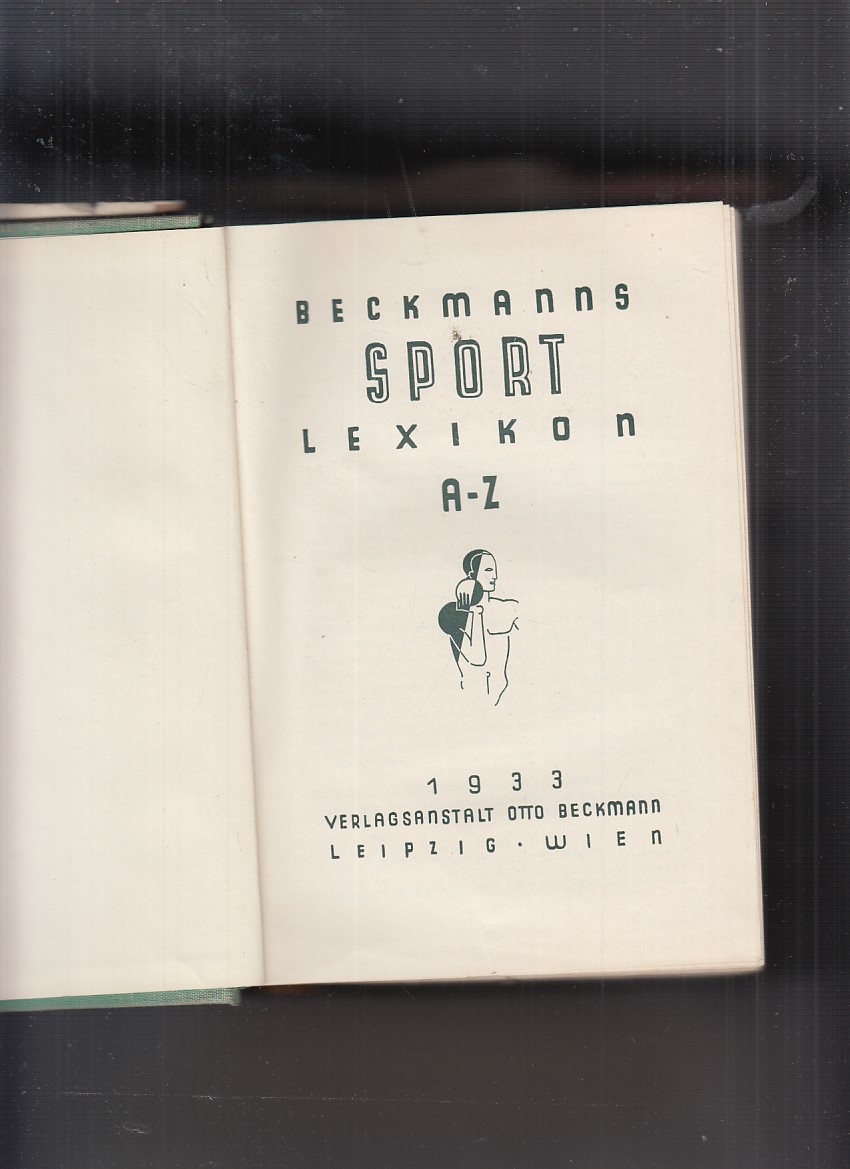 BECKMANNS
SPORT
LEXIKON
A-Z
1933
VERLAGSANSTALT OTTO BECKMANN
LEIPZIG · WIEN